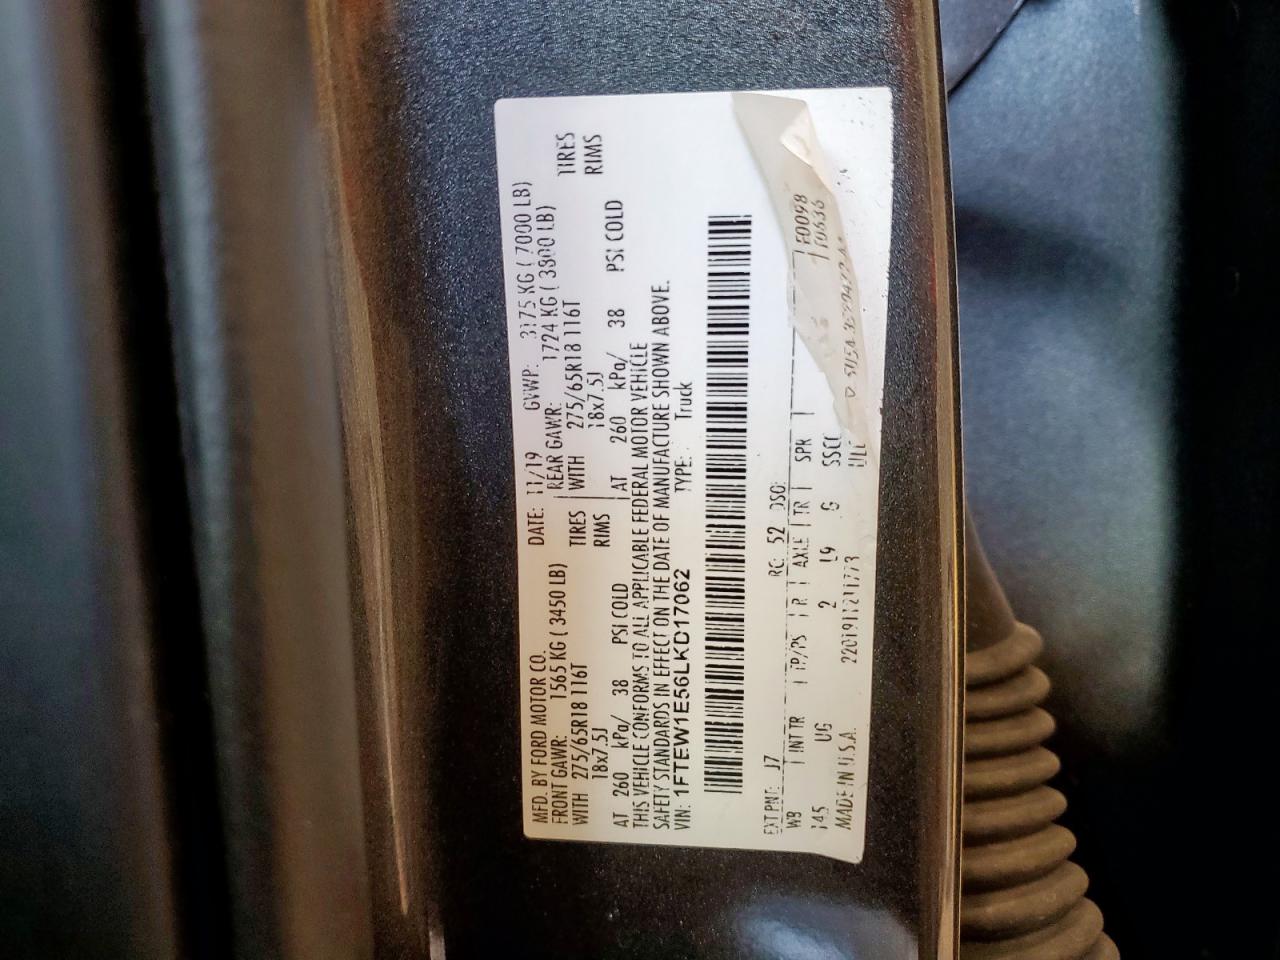 MFD. BY FORD MOTOR CO.
DATE: 11/19 GVWR: 3175 KG ( 7000 LB)
FRONT GAWR: 1565 KG ( 3450 LB)
REAR GAWR: 1724 KG ( 3800 LB)
WITH 275/65R18 116T TIRES
WITH 275/65R18 116T TIRES
18x7.5J RIMS
18x7.5J RIMS
AT 260 kPa/ 38 PSI COLD
AT 260 kPa/ 38 PSI COLD
THIS VEHICLE CONFORMS TO ALL APPLICABLE FEDERAL MOTOR VEHICLE
SAFETY STANDARDS IN EFFECT ON THE DATE OF MANUFACTURE SHOWN ABOVE.
VIN: 1FTEW1E56LKD17062 TYPE: Truck
EXT PNT: J7 RC: 52 DSO:
WB INT TR TP/PS R AXLE TR SPR F0098
145 UG 2 L9 G 10636
MADE IN U.S.A.